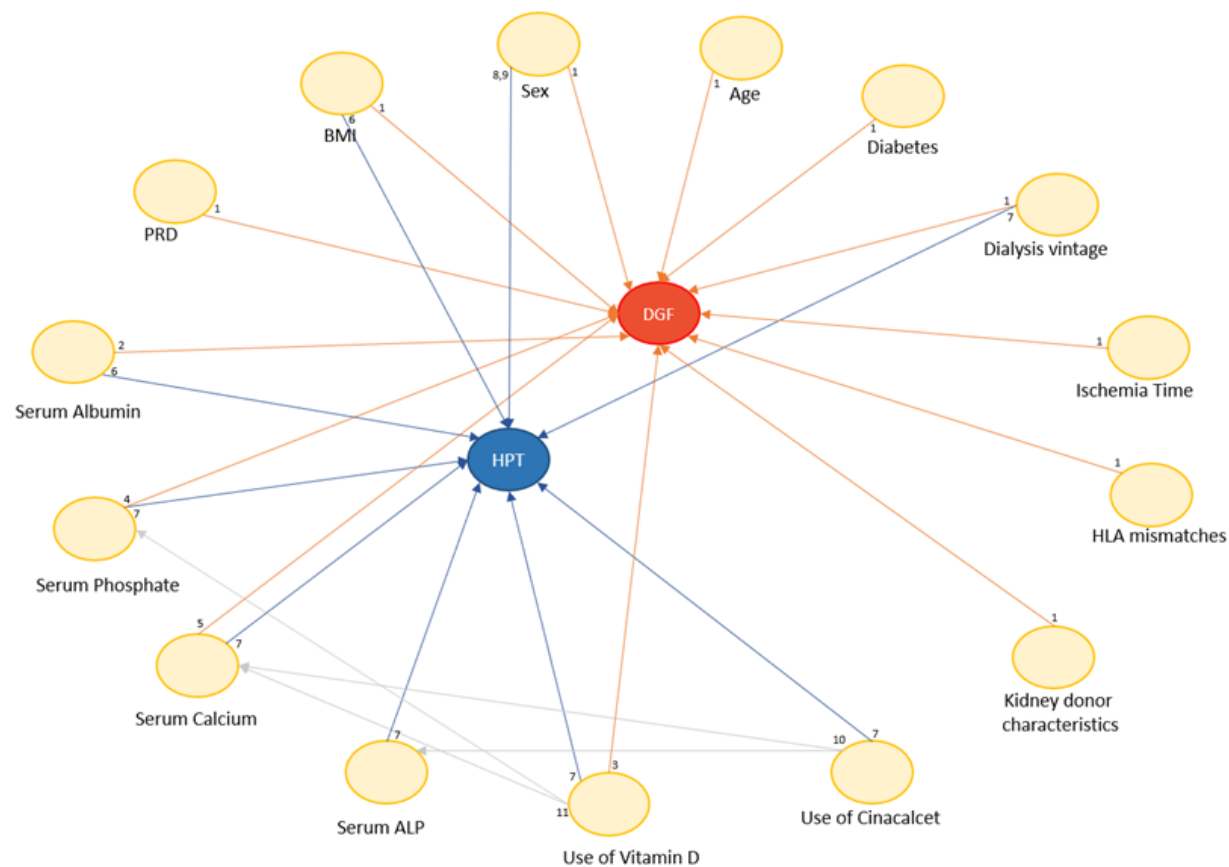 8,9
1
Sex
1
Age
1
6
BMI
1
Diabetes
1
PRD
1
7
Dialysis vintage
DGF
2
6
Serum Albumin
1
Ischemia Time
HPT
4
7
Serum Phosphate
1
HLA mismatches
5
7
Serum Calcium
1
Kidney donor
characteristics
7
Serum ALP
7
3
11
Use of Vitamin D
10
7
Use of Cinacalcet